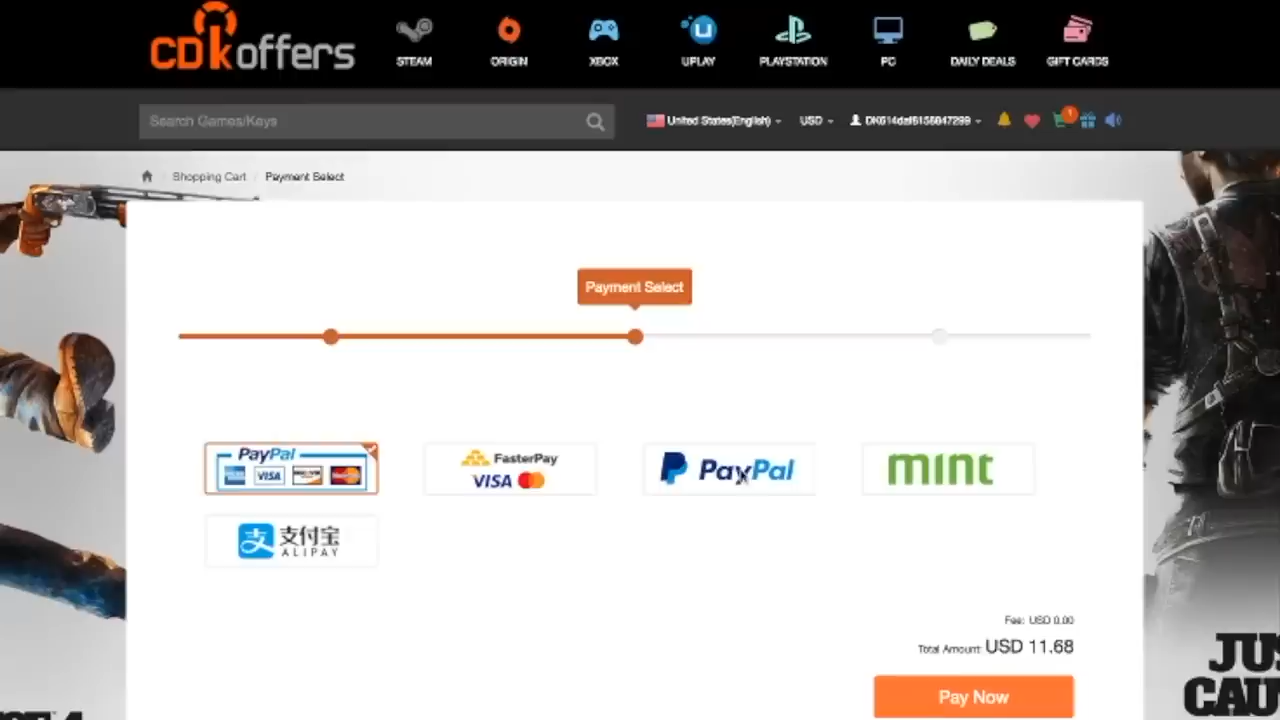 CDKoffers
STEAM
ORIGIN
XBOX
UPLAY
PLAYSTATION
PC
DAILY DEALS
GIFT CARDS
Search Games/Keys
United States(English)
USD
1
Shopping Cart / Payment Select
Payment Select
PayPal
VISA
FasterPay
VISA
PayPal
mint
支付宝
ALIPAY
Fee: USD 0.00
Total Amount: USD 11.68
Pay Now
JUS
CAU